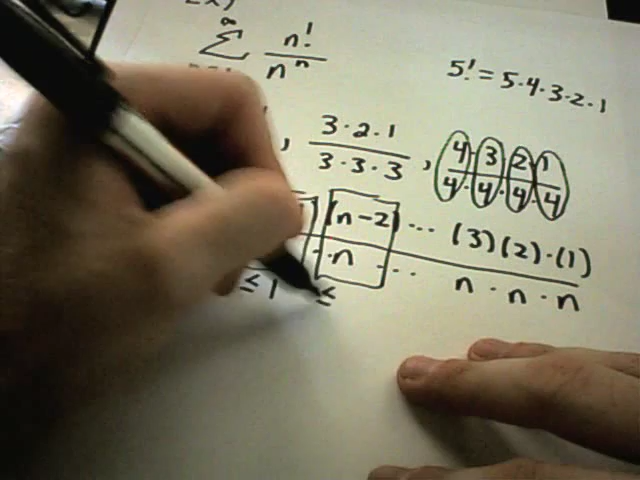 ∞
Σ n!/n^n
5! = 5·4·3·2·1
, 3·2·1/3·3·3 , 4·3·2·1/4·4·4·4
(n-2) ... (3)(2)·(1)
·n · ... n · n · n
≤ 1 ≤